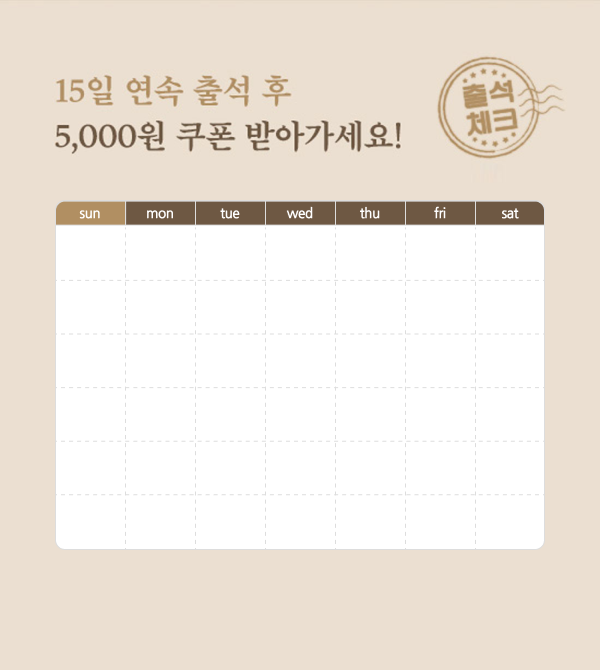 15일 연속 출석 후
5,000원 쿠폰 받아가세요!
출석
체크
sun mon tue wed thu fri sat